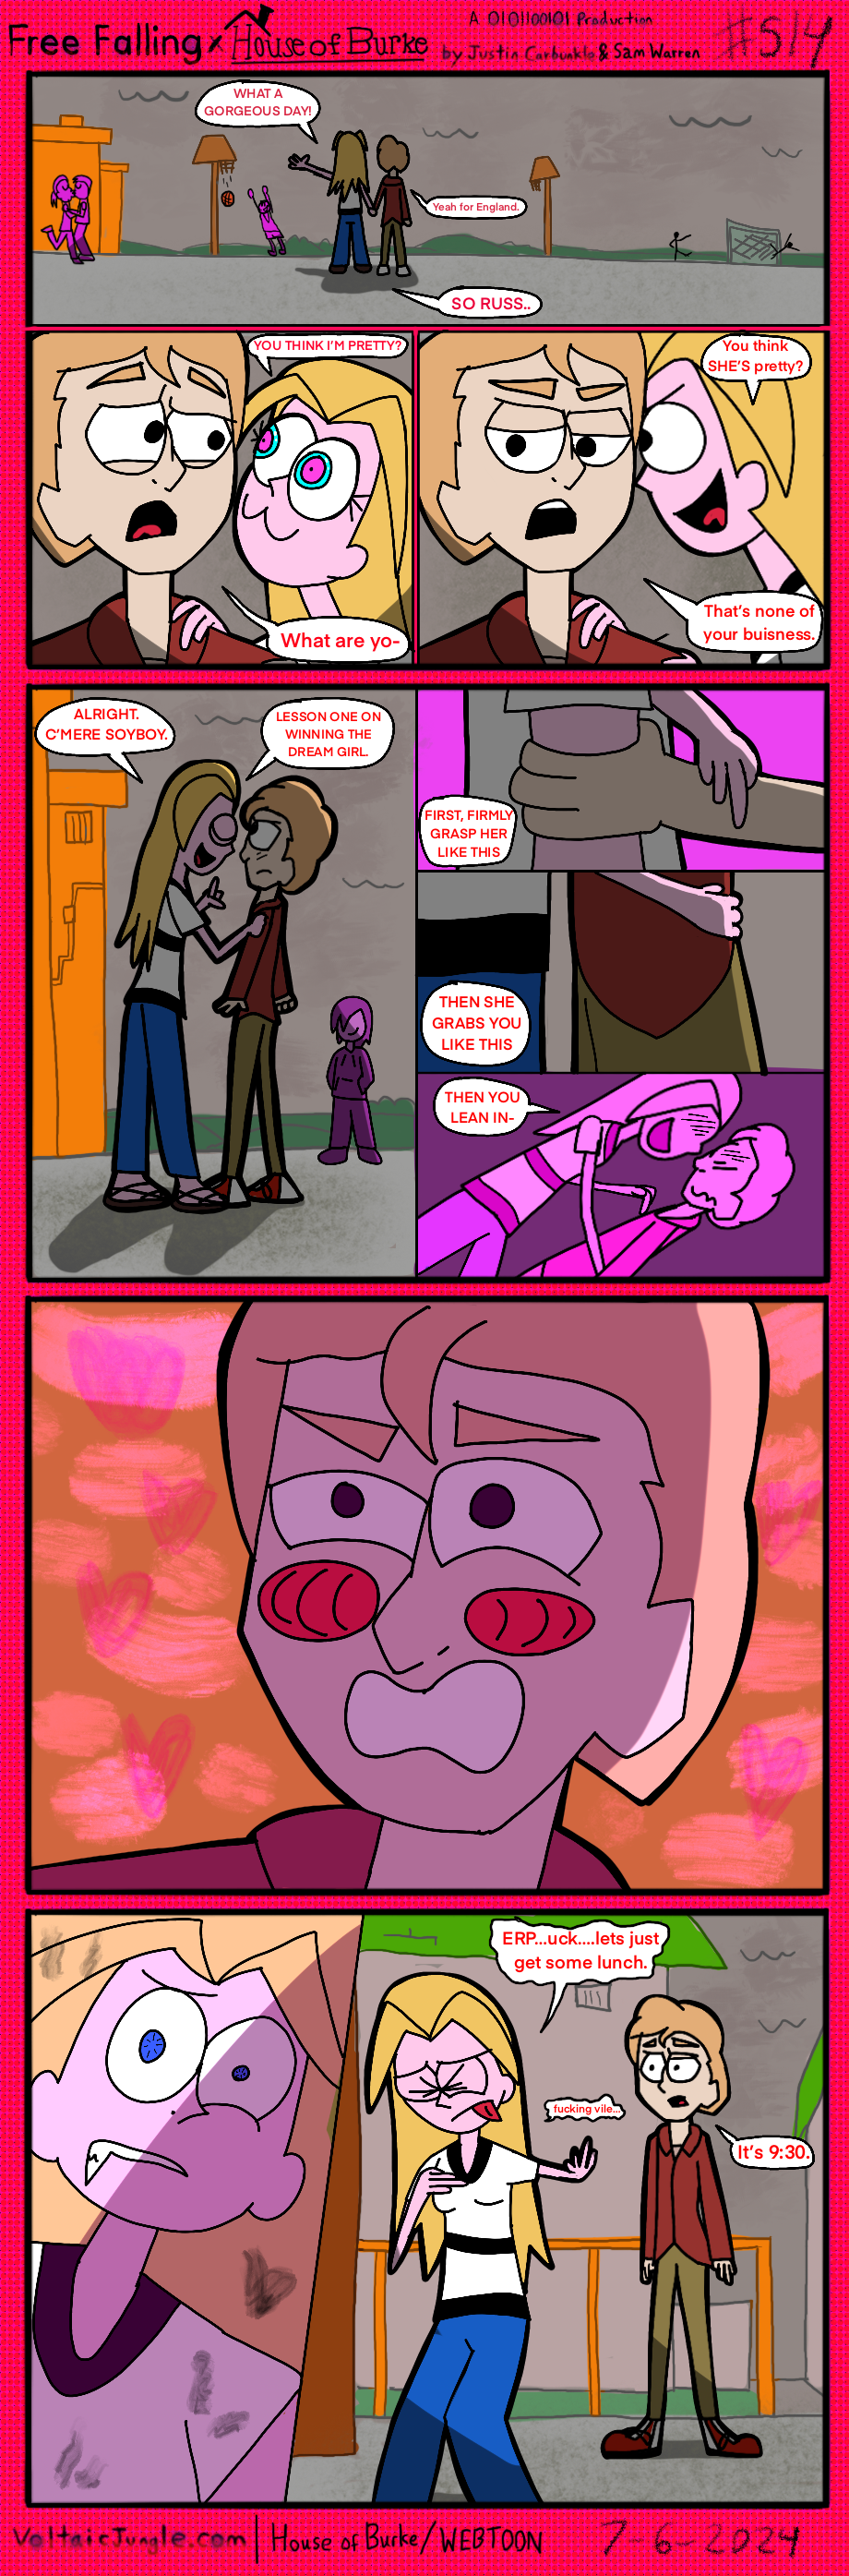 Free Falling x House of Burke
A 0101100101 Production
by Justin Carbunklo & Sam Warren
#514
WHAT A
GORGEOUS DAY!
Yeah for England.
SO RUSS..
YOU THINK I'M PRETTY?
What are yo-
You think
SHE'S pretty?
That's none of
your buisness.
ALRIGHT.
C'MERE SOYBOY.
LESSON ONE ON
WINNING THE
DREAM GIRL.
FIRST, FIRMLY
GRASP HER
LIKE THIS
THEN SHE
GRABS YOU
LIKE THIS
THEN YOU
LEAN IN-
ERP...uck....lets just
get some lunch.
fucking vile...
It's 9:30.
VoltaicJungle.com | House of Burke/WEBTOON
7-6-2024